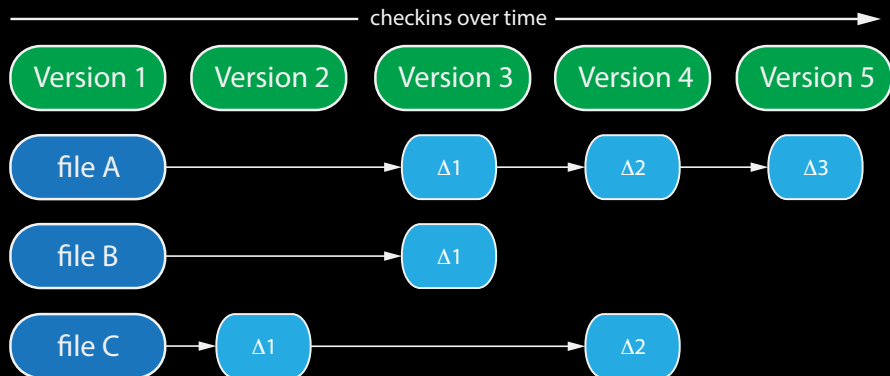 checkins over time
Version 1 Version 2 Version 3 Version 4 Version 5
file A Δ1 Δ2 Δ3
file B Δ1
file C Δ1 Δ2